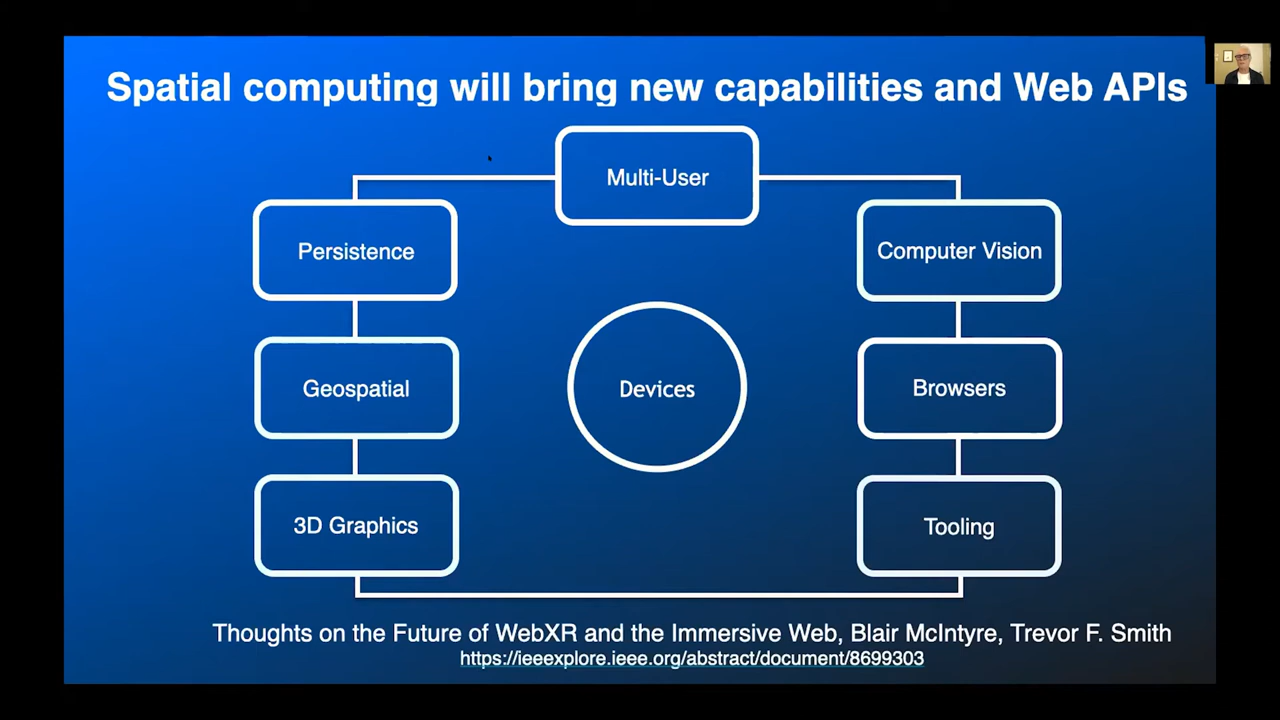 Spatial computing will bring new capabilities and Web APIs
Multi-User
Persistence
Computer Vision
Geospatial
Devices
Browsers
3D Graphics
Tooling
Thoughts on the Future of WebXR and the Immersive Web, Blair McIntyre, Trevor F. Smith
https://ieeexplore.ieee.org/abstract/document/8699303